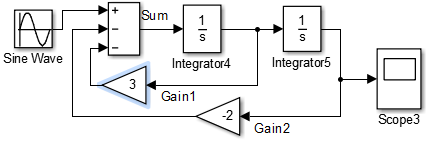 +
−
−
Sum
1
s
1
s
Sine Wave
Integrator4
Integrator5
3
Gain1
-2
Gain2
Scope3